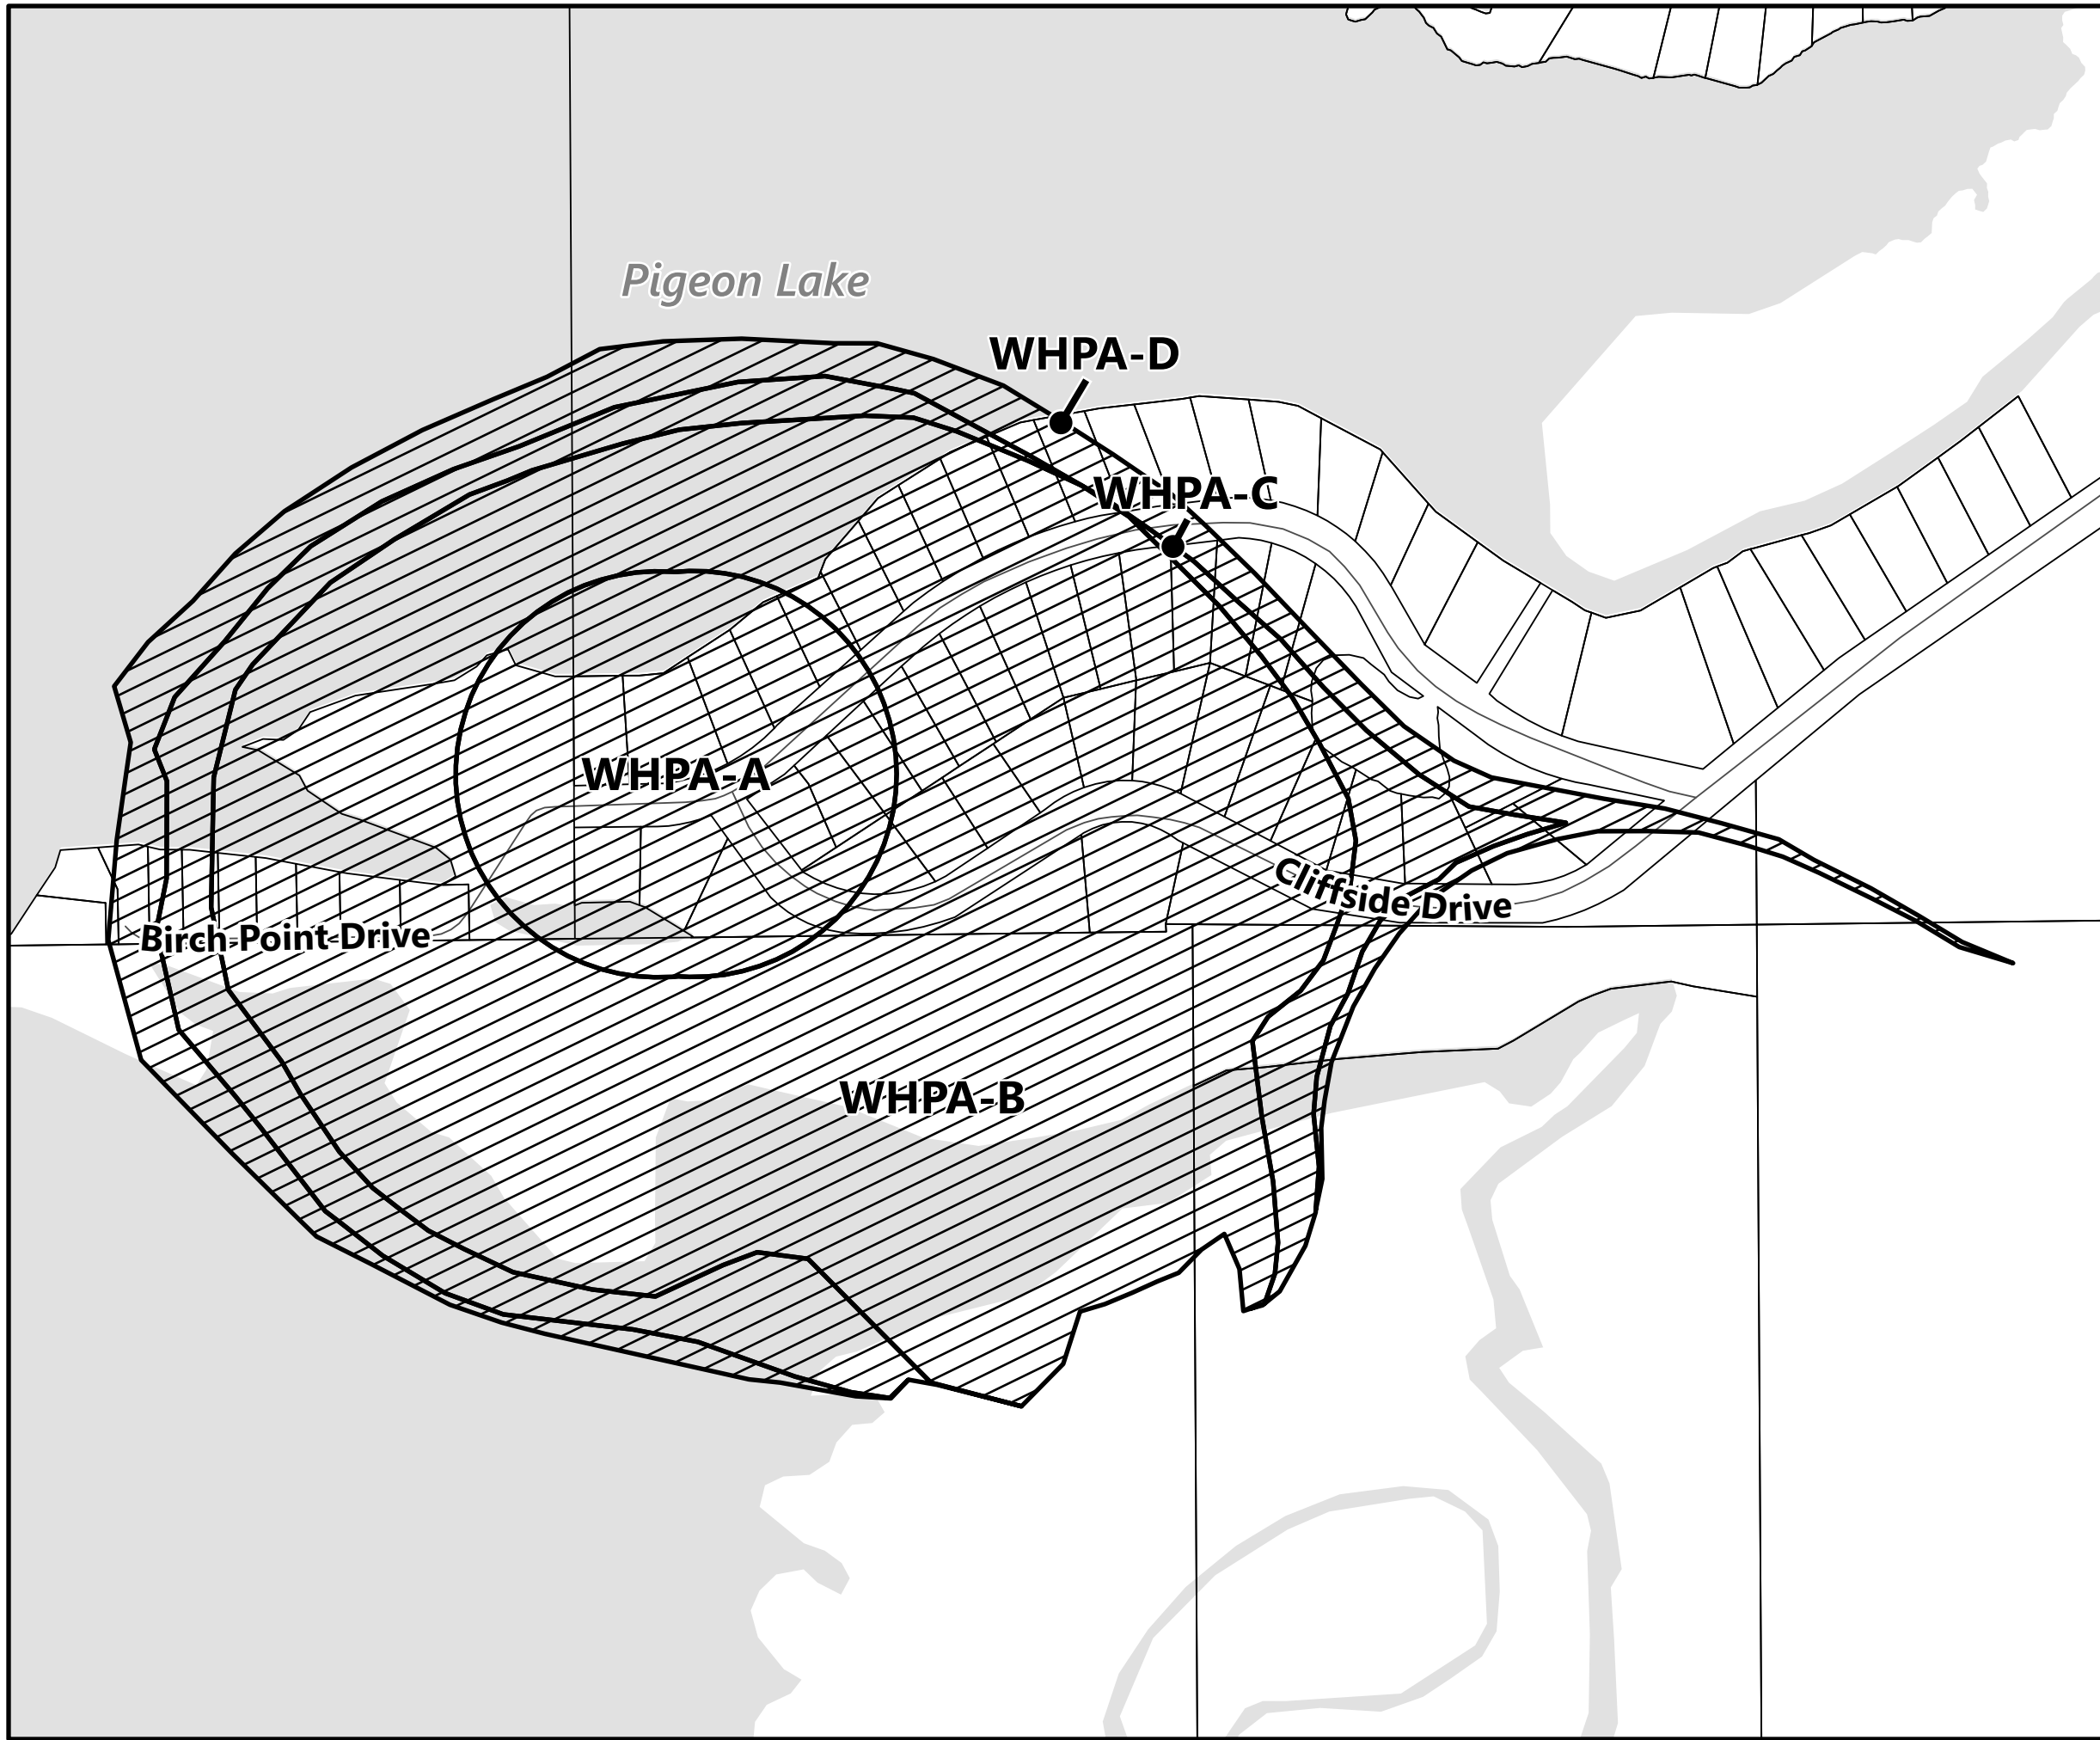 Pigeon Lake
WHPA-D
WHPA-C
WHPA-A
Cliffside Drive
Birch Point Drive
WHPA-B